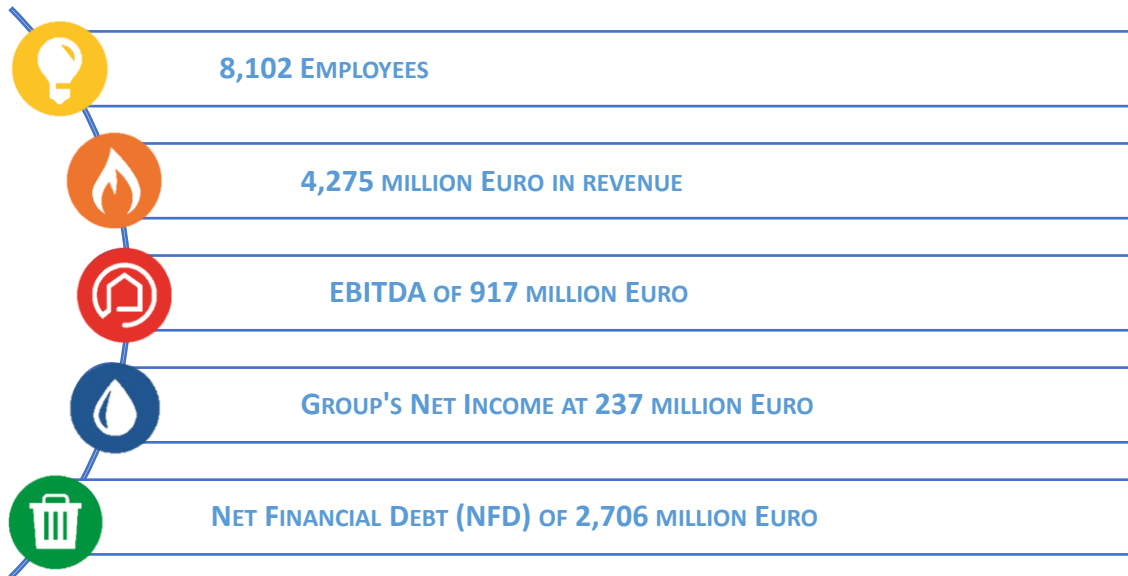 8,102 Employees
4,275 million Euro in revenue
EBITDA of 917 million Euro
Group's Net Income at 237 million Euro
Net Financial Debt (NFD) of 2,706 million Euro